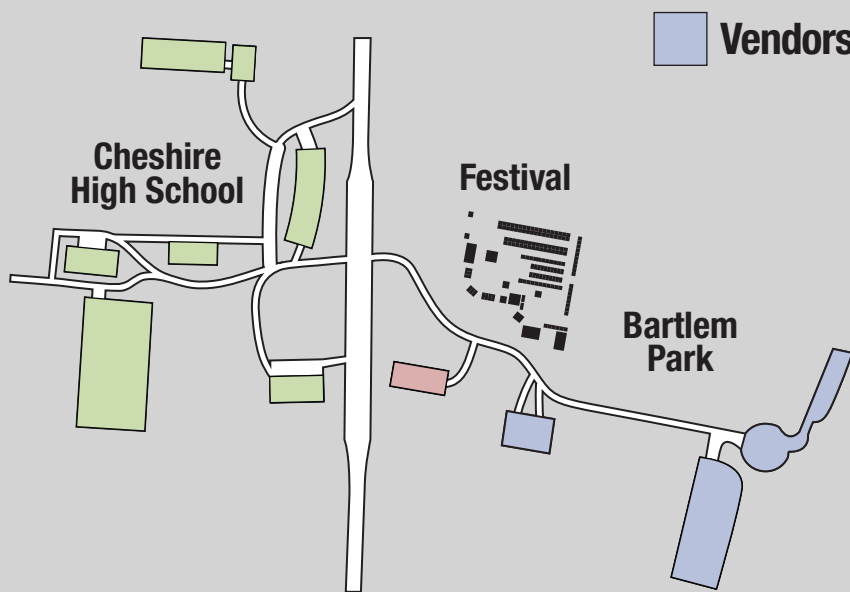 Vendors
Cheshire
High School
Festival
Bartlem
Park